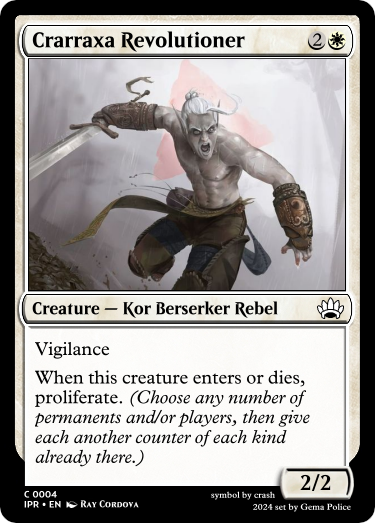 Crarraxa Revolutioner 2
Creature — Kor Berserker Rebel
Vigilance
When this creature enters or dies,
proliferate. (Choose any number of
permanents and/or players, then give
each another counter of each kind
already there.)
2/2
C 0004
IPR • EN Ray Cordova
symbol by crash
2024 set by Gema Police